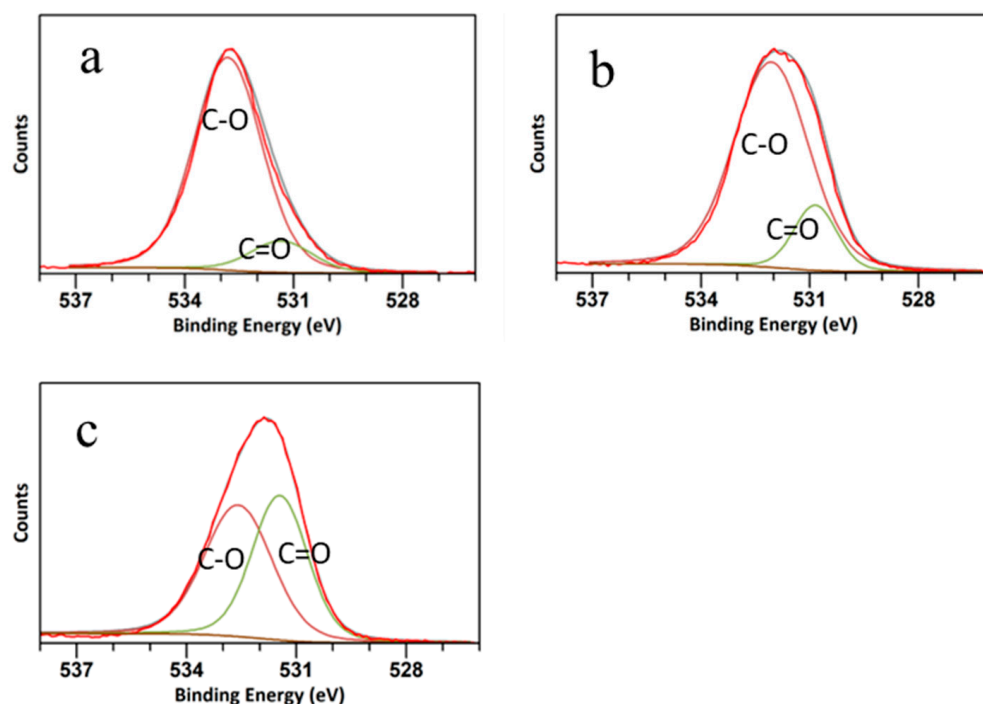 a
C-O
C=O
Counts
537 534 531 528
Binding Energy (eV)
b
C-O
C=O
Counts
537 534 531 528
Binding Energy (eV)
c
C-O
C=O
Counts
537 534 531 528
Binding Energy (eV)